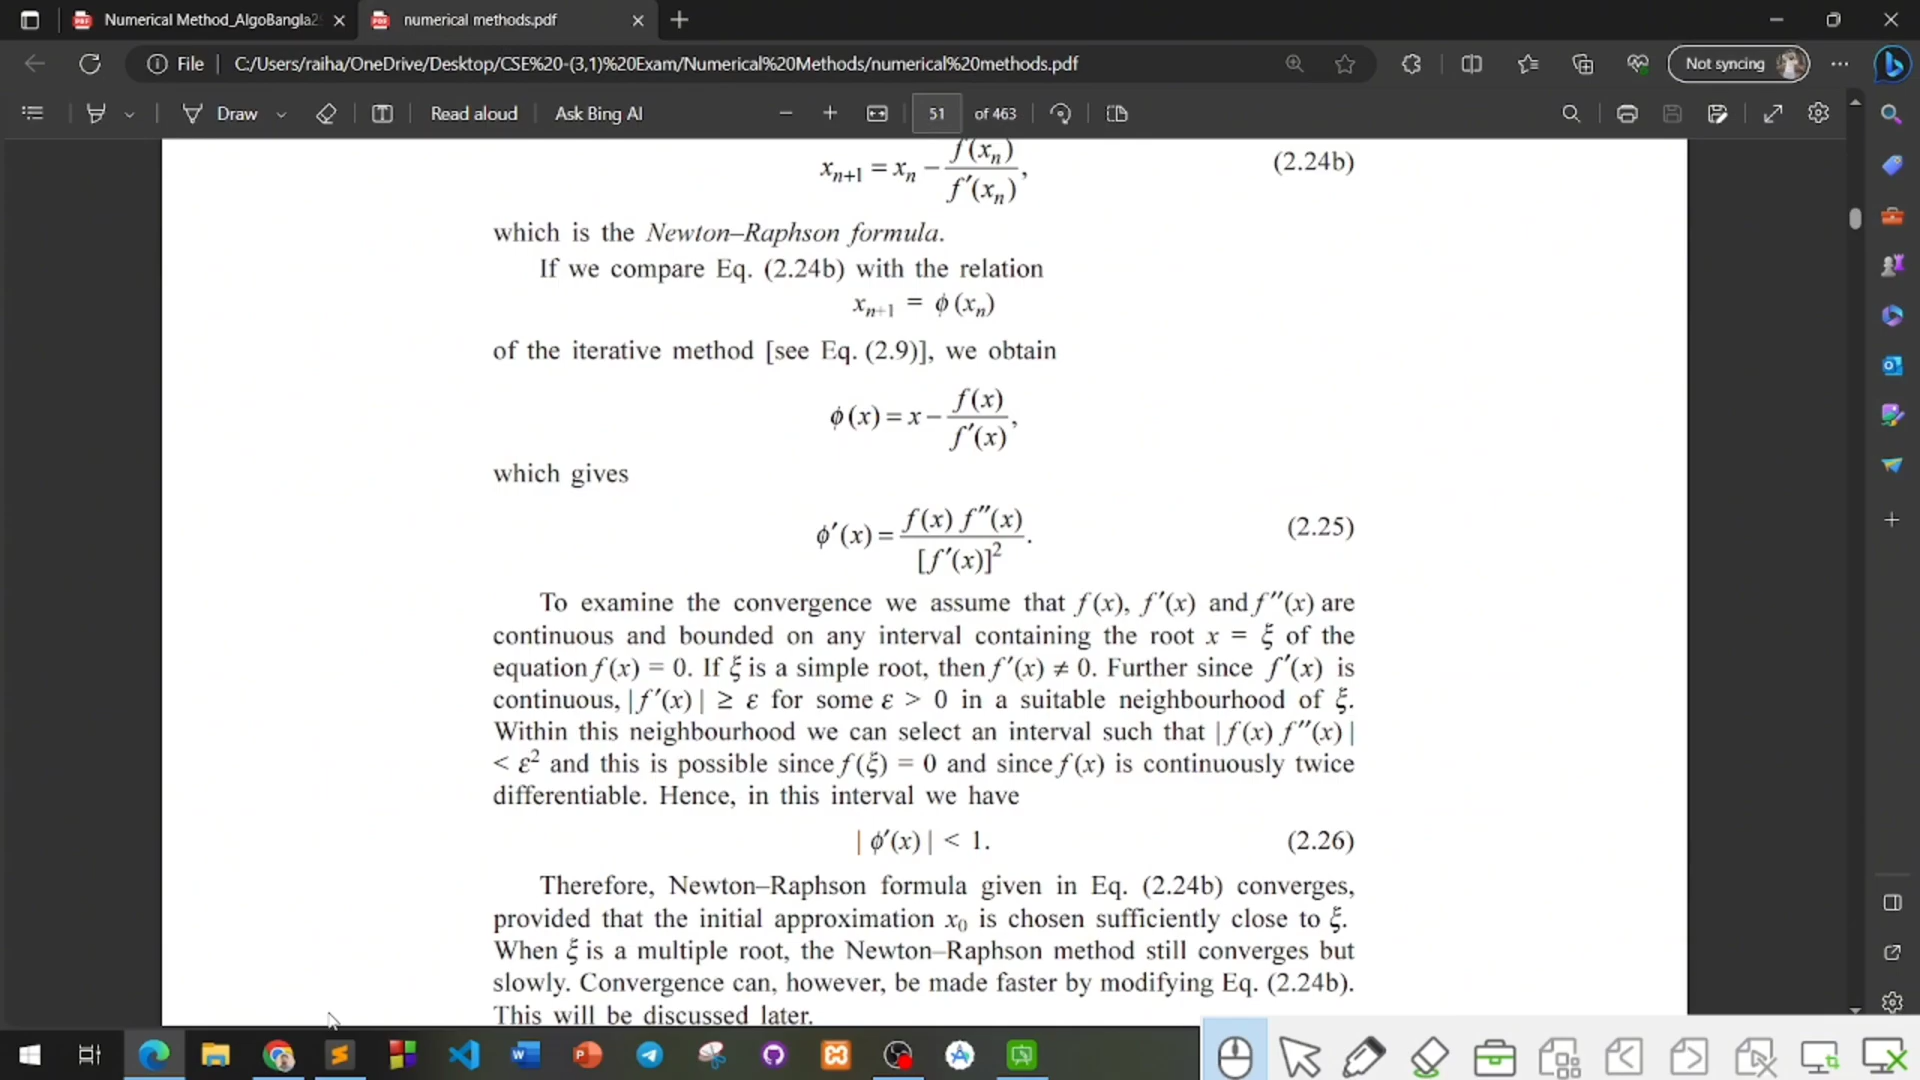 Numerical Method_AlgoBangla2
numerical methods.pdf
File
C:/Users/raiha/OneDrive/Desktop/CSE%20-(3,1)%20Exam/Numerical%20Methods/numerical%20methods.pdf
Not syncing
Draw
Read aloud
Ask Bing AI
51 of 463
xₙ₊₁ = xₙ − f(xₙ)/f′(xₙ), (2.24b)
which is the Newton–Raphson formula.
If we compare Eq. (2.24b) with the relation
xₙ₊₁ = ϕ (xₙ)
of the iterative method [see Eq. (2.9)], we obtain
ϕ (x) = x − f(x)/f′(x),
which gives
ϕ′(x) = f(x) f″(x)/[f′(x)]². (2.25)
To examine the convergence we assume that f(x), f′(x) and f″(x) are
continuous and bounded on any interval containing the root x = ξ of the
equation f(x) = 0. If ξ is a simple root, then f′(x) ≠ 0. Further since f′(x) is
continuous, |f′(x)| ≥ ε for some ε > 0 in a suitable neighbourhood of ξ.
Within this neighbourhood we can select an interval such that |f(x) f″(x)|
< ε² and this is possible since f(ξ) = 0 and since f(x) is continuously twice
differentiable. Hence, in this interval we have
| ϕ′(x) | < 1. (2.26)
Therefore, Newton–Raphson formula given in Eq. (2.24b) converges,
provided that the initial approximation x₀ is chosen sufficiently close to ξ.
When ξ is a multiple root, the Newton–Raphson method still converges but
slowly. Convergence can, however, be made faster by modifying Eq. (2.24b).
This will be discussed later.